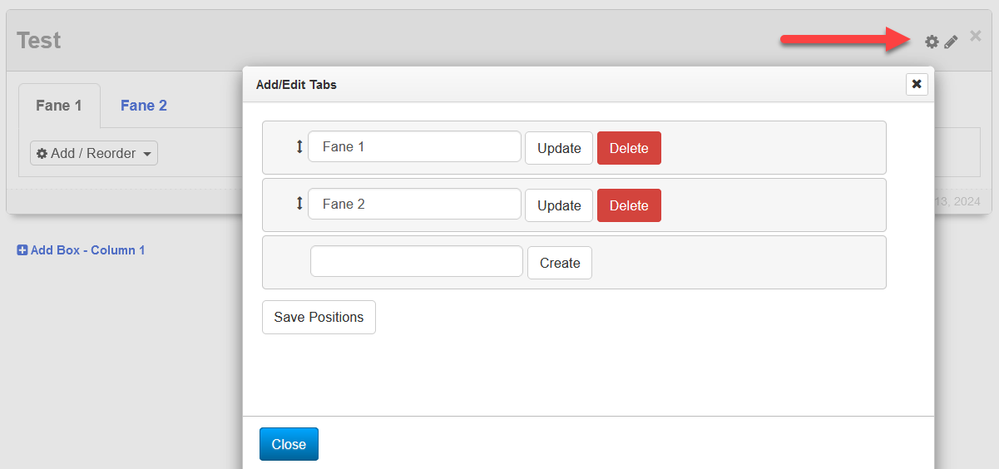 Test
Add/Edit Tabs
Fane 1
Fane 2
Add / Reorder
Fane 1
Update
Delete
Fane 2
Update
Delete
13, 2024
Create
Add Box - Column 1
Save Positions
Close